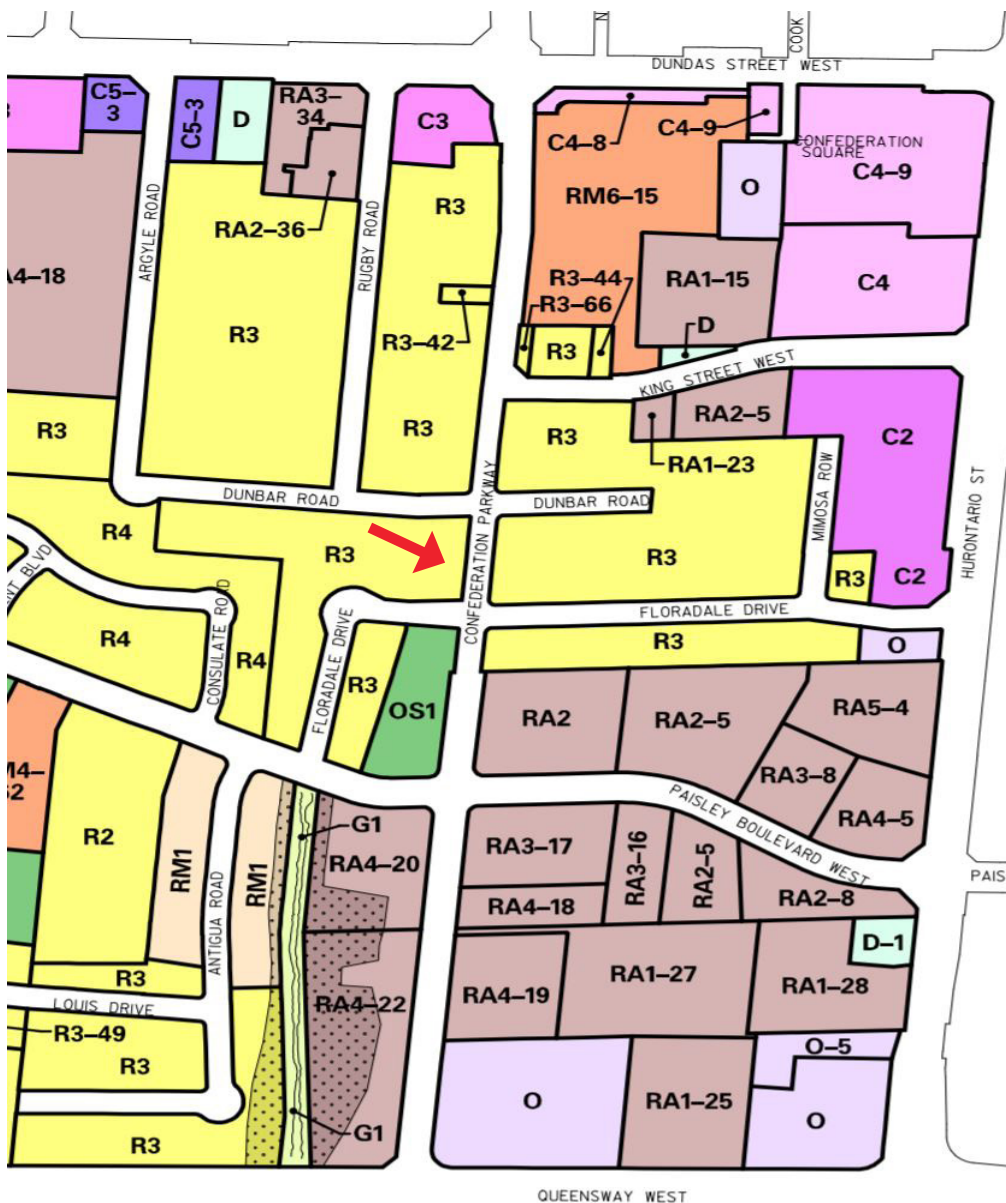 N
COOK
DUNDAS STREET WEST
C5–
3
C5–3
D
RA3–
34
C3
C4–8
C4–9
CONFEDERATION
SQUARE
C4–9
O
RM6–15
R3
RA2–36
ARGYLE ROAD
RUGBY ROAD
R3–44
RA1–15
C4
R3–66
R3
R3–42
D
R3
KING STREET WEST
R3
R3
R3
RA2–5
C2
RA1–23
MIMOSA ROW
HURONTARIO ST
DUNBAR ROAD
CONFEDERATION PARKWAY
DUNBAR ROAD
R4
R3
R3
R3
C2
CONSULATE ROAD
R4
FLORADALE DRIVE
R3
O
R4
FLORADALE DRIVE
R3
OS1
RA2
RA2–5
RA5–4
RA3–8
RA4–5
PAISLEY BOULEVARD WEST
R2
RM1
RM1
G1
RA4–20
RA3–17
RA3–16
RA2–5
RA4–18
RA2–8
PAIS
D–1
ANTIGUA ROAD
R3
LOUIS DRIVE
RA4–22
RA4–19
RA1–27
RA1–28
R3–49
R3
O–5
O
RA1–25
O
G1
R3
QUEENSWAY WEST